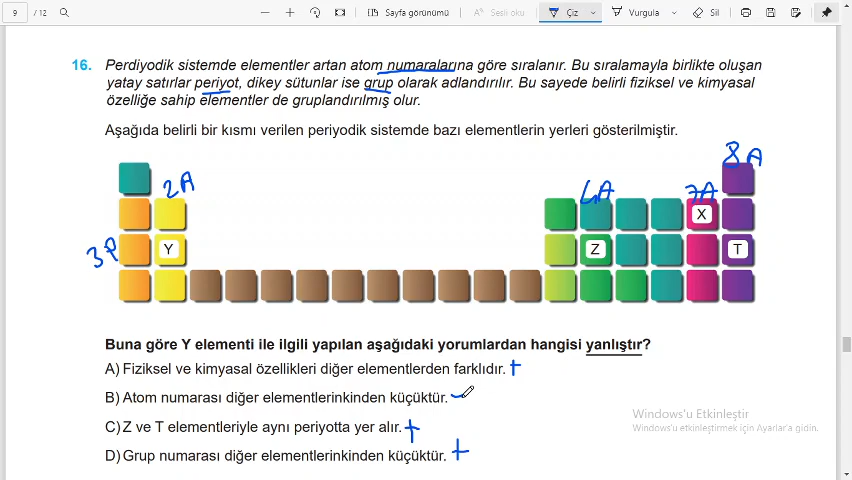 9 / 12 Sayfa görünümü Sesli oku Çiz Vurgula Sil
16. Perdiyodik sistemde elementler artan atom numaralarına göre sıralanır. Bu sıralamayla birlikte oluşan
yatay satırlar periyot, dikey sütunlar ise grup olarak adlandırılır. Bu sayede belirli fiziksel ve kimyasal
özelliğe sahip elementler de gruplandırılmış olur.
Aşağıda belirli bir kısmı verilen periyodik sistemde bazı elementlerin yerleri gösterilmiştir.
8A
2A 4A 7A
X
3P Y Z T
Buna göre Y elementi ile ilgili yapılan aşağıdaki yorumlardan hangisi yanlıştır?
A) Fiziksel ve kimyasal özellikleri diğer elementlerden farklıdır. +
B) Atom numarası diğer elementlerinkinden küçüktür.
C) Z ve T elementleriyle aynı periyotta yer alır. +
D) Grup numarası diğer elementlerinkinden küçüktür. +
Windows'u Etkinleştir
Windows'u etkinleştirmek için Ayarlar'a gidin.